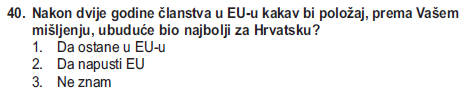 40. Nakon dvije godine članstva u EU-u kakav bi položaj, prema Vašem
mišljenju, ubuduće bio najbolji za Hrvatsku?
1. Da ostane u EU-u
2. Da napusti EU
3. Ne znam